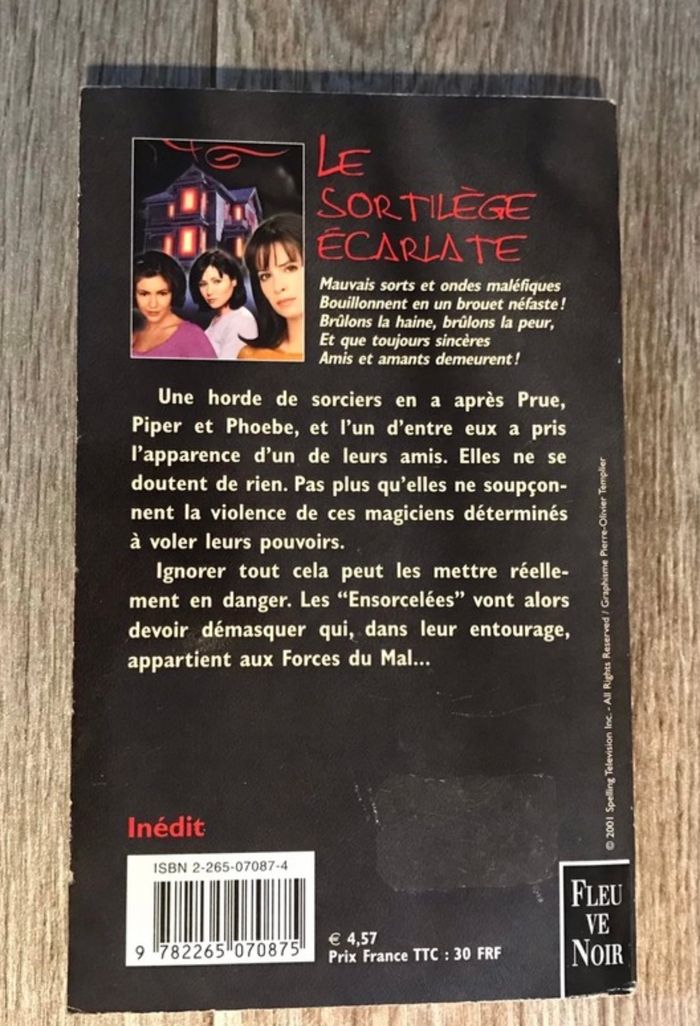 LE
SORTILÈGE
ÉCARLATE
Mauvais sorts et ondes maléfiques
Bouillonnent en un brouet néfaste !
Brûlons la haine, brûlons la peur,
Et que toujours sincères
Amis et amants demeurent !
Une horde de sorciers en a après Prue,
Piper et Phoebe, et l'un d'entre eux a pris
l'apparence d'un de leurs amis. Elles ne se
doutent de rien. Pas plus qu'elles ne soupçon-
nent la violence de ces magiciens déterminés
à voler leurs pouvoirs.
Ignorer tout cela peut les mettre réelle-
ment en danger. Les "Ensorcelées" vont alors
devoir démasquer qui, dans leur entourage,
appartient aux Forces du Mal...
© 2001 Spelling Television Inc. - All Rights Reserved / Graphisme Pierre-Olivier Templier
Inédit
ISBN 2-265-07087-4
9 782265 070875
€ 4,57
Prix France TTC : 30 FRF
FLEU
VE
NOIR